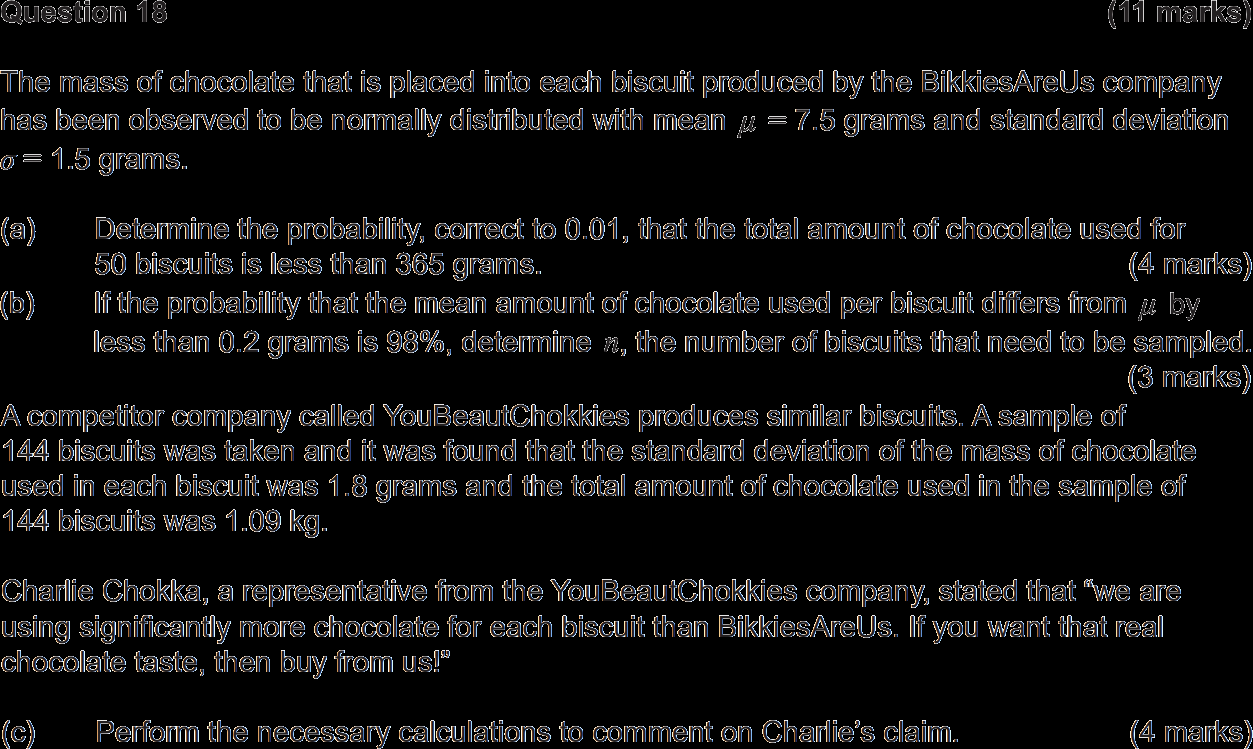 Question 18 (11 marks)
The mass of chocolate that is placed into each biscuit produced by the BikkiesAreUs company
has been observed to be normally distributed with mean μ = 7.5 grams and standard deviation
σ = 1.5 grams.
(a) Determine the probability, correct to 0.01, that the total amount of chocolate used for
50 biscuits is less than 365 grams. (4 marks)
(b) If the probability that the mean amount of chocolate used per biscuit differs from μ by
less than 0.2 grams is 98%, determine n, the number of biscuits that need to be sampled.
(3 marks)
A competitor company called YouBeautChokkies produces similar biscuits. A sample of
144 biscuits was taken and it was found that the standard deviation of the mass of chocolate
used in each biscuit was 1.8 grams and the total amount of chocolate used in the sample of
144 biscuits was 1.09 kg.
Charlie Chokka, a representative from the YouBeautChokkies company, stated that “we are
using significantly more chocolate for each biscuit than BikkiesAreUs. If you want that real
chocolate taste, then buy from us!”
(c) Perform the necessary calculations to comment on Charlie’s claim. (4 marks)